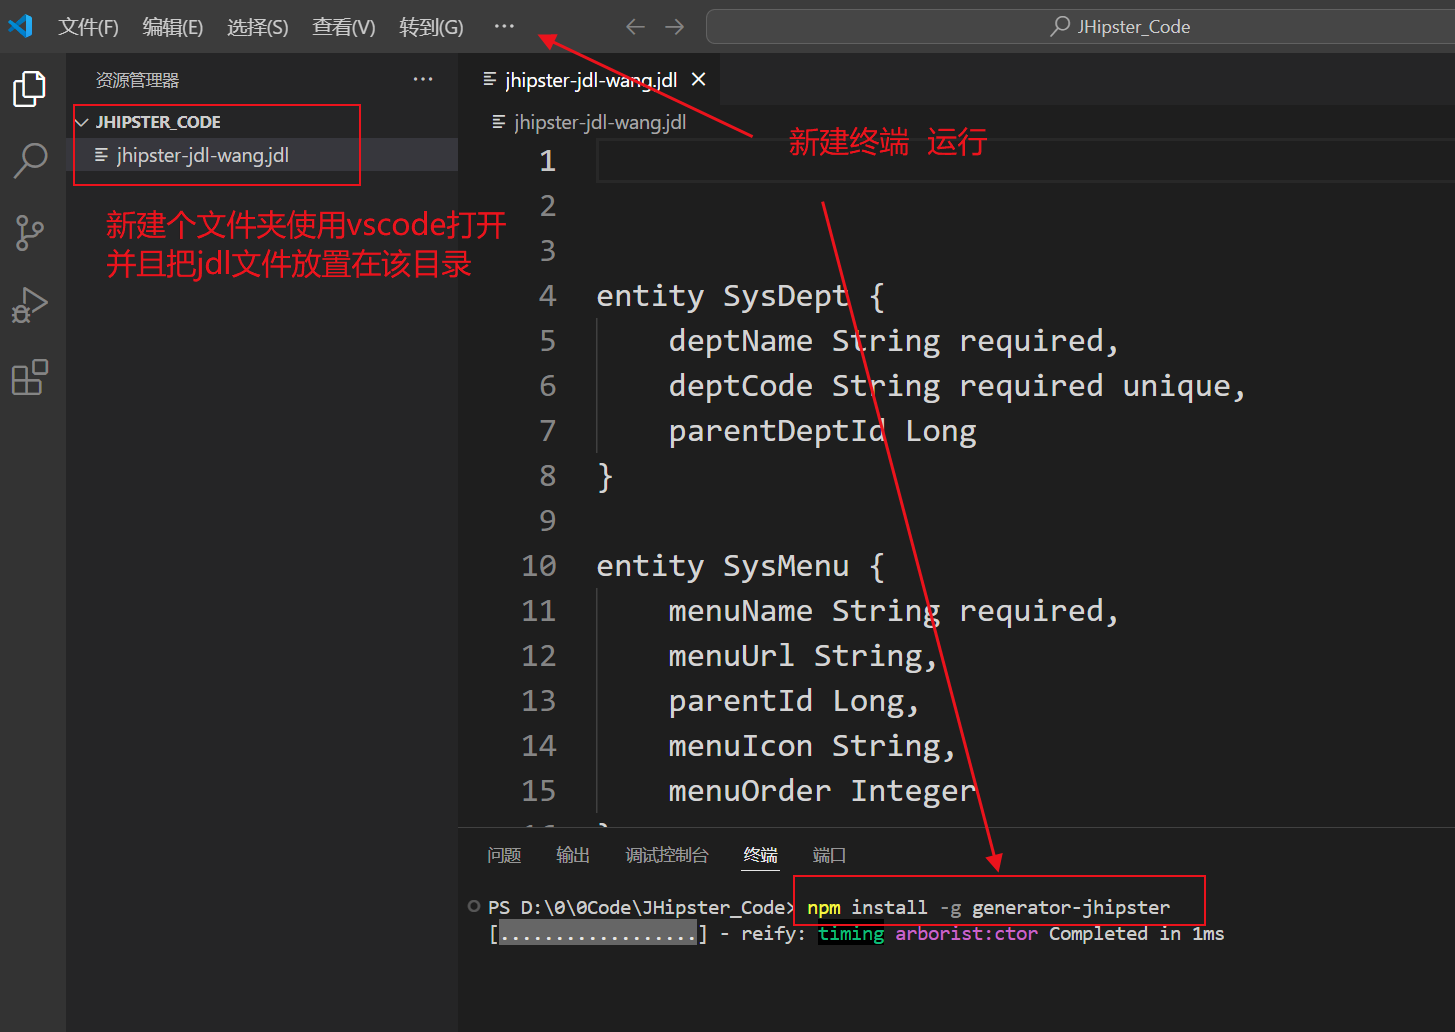 文件(F) 编辑(E) 选择(S) 查看(V) 转到(G) ··· JHipster_Code
资源管理器 ···
JHIPSTER_CODE
jhipster-jdl-wang.jdl
新建个文件夹使用vscode打开
并且把jdl文件放置在该目录
jhipster-jdl-wang.jdl
jhipster-jdl-wang.jdl
新建终端 运行
1
2
3
4 entity SysDept {
5 deptName String required,
6 deptCode String required unique,
7 parentDeptId Long
8 }
9
10 entity SysMenu {
11 menuName String required,
12 menuUrl String,
13 parentId Long,
14 menuIcon String,
15 menuOrder Integer
问题 输出 调试控制台 终端 端口
PS D:\0\0Code\JHipster_Code> npm install -g generator-jhipster
[..................] - reify: timing arborist:ctor Completed in 1ms